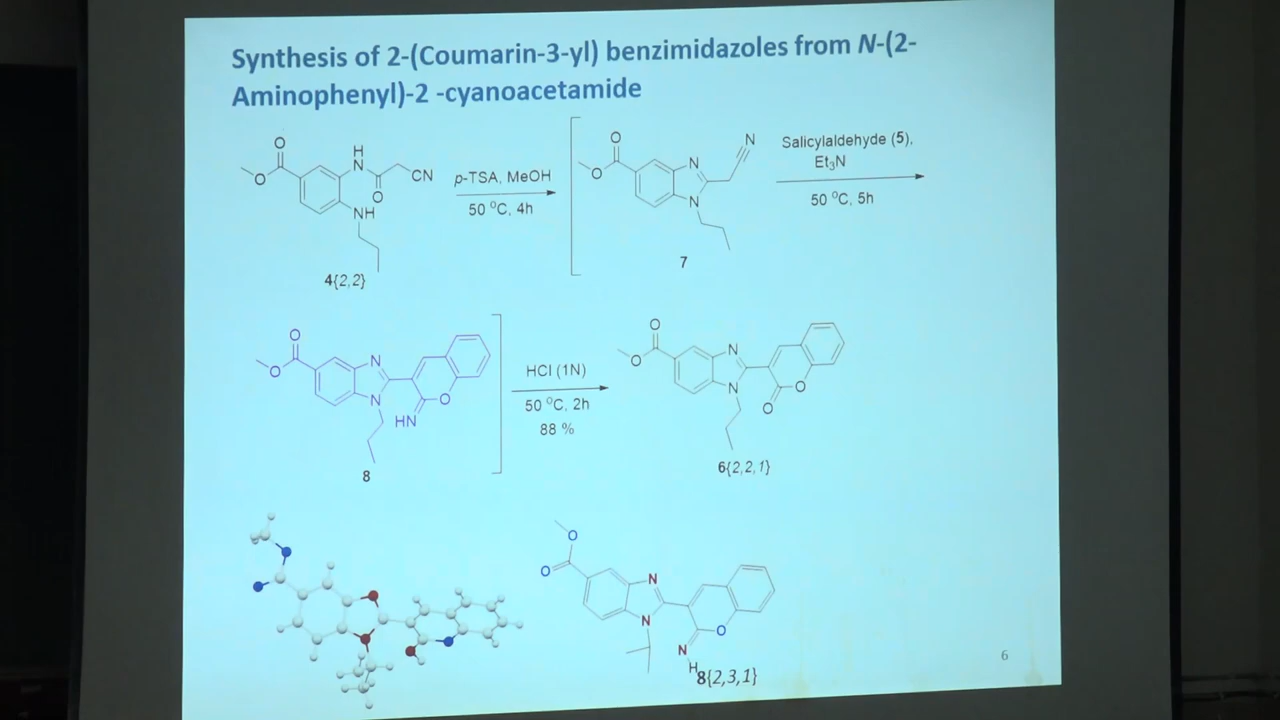 Synthesis of 2-(Coumarin-3-yl) benzimidazoles from N-(2-
Aminophenyl)-2 -cyanoacetamide
O
O
H
N
O
CN
NH
4{2,2}
p-TSA, MeOH
50 °C, 4h
O
O
N
N
N
7
Salicylaldehyde (5),
Et3N
50 °C, 5h
O
O
N
N
O
HN
8
HCl (1N)
50 °C, 2h
88 %
O
O
N
N
O
O
6{2,2,1}
O
O
N
N
O
N
H
8{2,3,1}
6